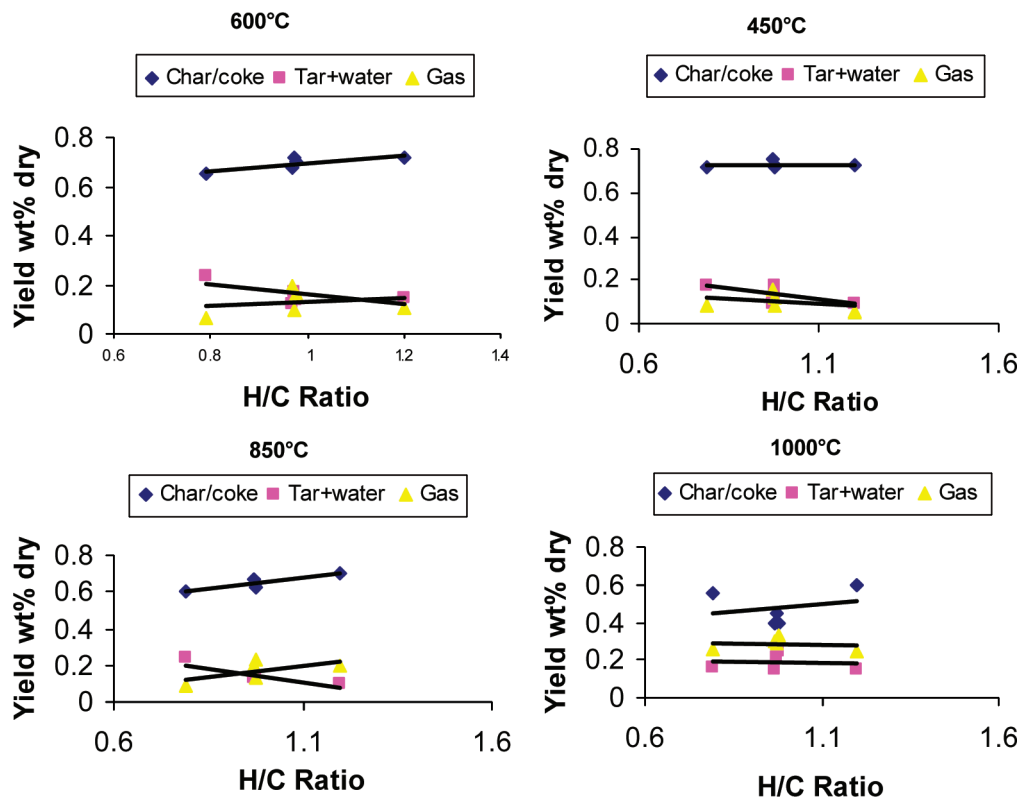 600°C
Char/coke Tar+water Gas
Yield wt% dry
0.8
0.6
0.4
0.2
0
0.6 0.8 1 1.2 1.4
H/C Ratio
450°C
Char/coke Tar+water Gas
Yield wt% dry
0.8
0.6
0.4
0.2
0
0.6 1.1 1.6
H/C Ratio
850°C
Char/coke Tar+water Gas
Yield wt% dry
0.8
0.6
0.4
0.2
0
0.6 1.1 1.6
H/C Ratio
1000°C
Char/coke Tar+water Gas
Yield wt% dry
0.8
0.6
0.4
0.2
0
0.6 1.1 1.6
H/C Ratio